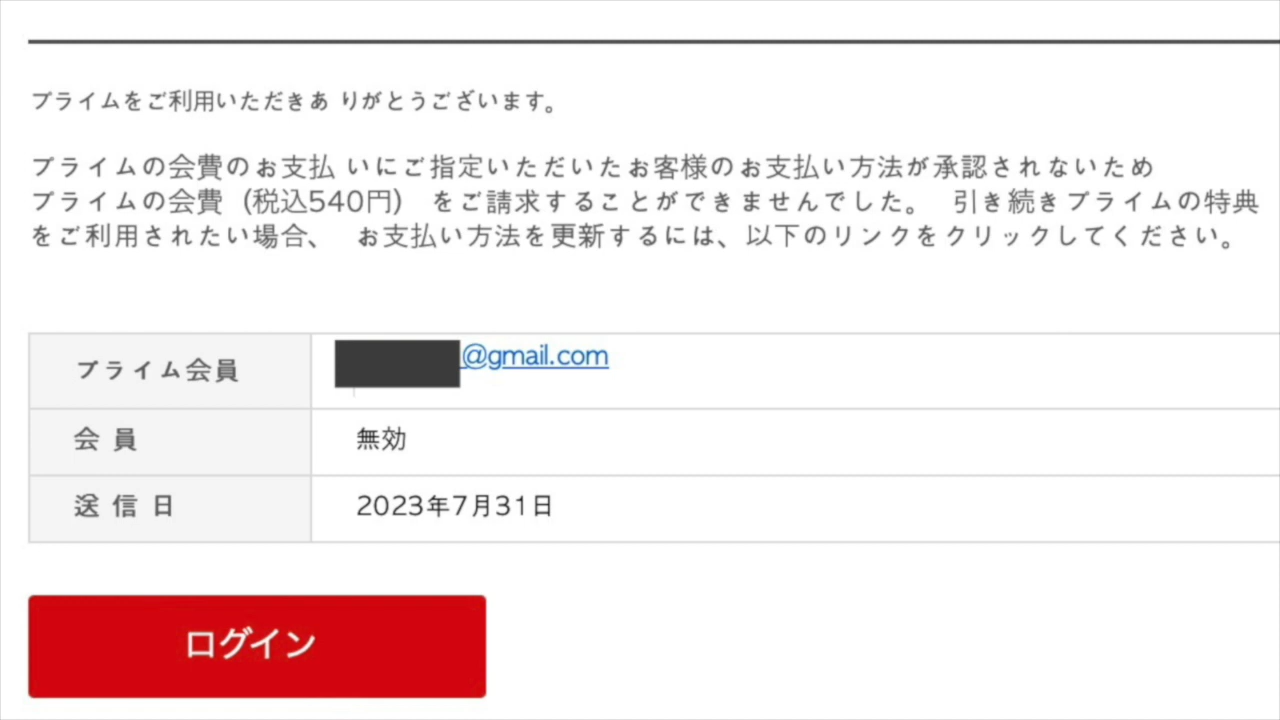 プライムをご利用いただきあ りがとうございます。
プライムの会費のお支払 いにご指定いただいたお客様のお支払い方法が承認されないため
プライムの会費 (税込540円) をご請求することができませんでした。 引き続きプライムの特典
をご利用されたい場合、 お支払い方法を更新するには、以下のリンクをクリックしてください。
プライム会員 @gmail.com
会 員 無効
送 信 日 2023年7月31日
ログイン